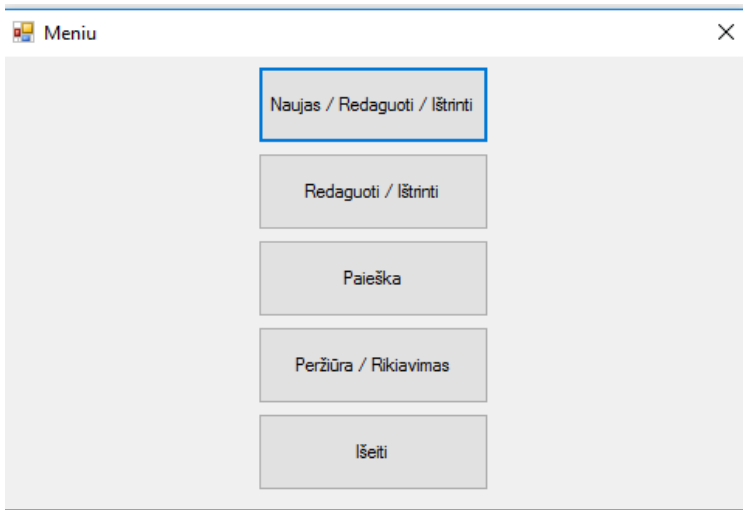 Meniu
Naujas / Redaguoti / Ištrinti
Redaguoti / Ištrinti
Paieška
Peržiūra / Rikiavimas
Išeiti